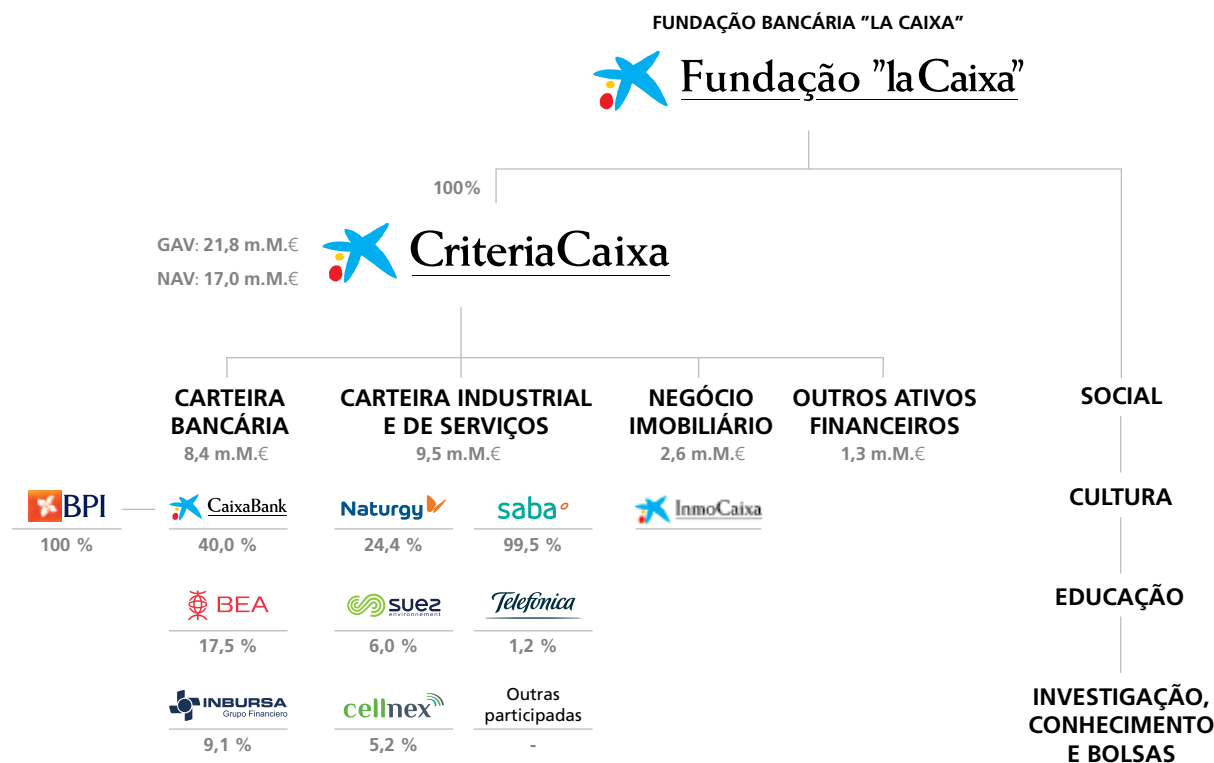 FUNDAÇÃO BANCÁRIA "LA CAIXA"
Fundação "la Caixa"
100%
GAV: 21,8 m.M.€
NAV: 17,0 m.M.€
CriteriaCaixa
CARTEIRA
BANCÁRIA
8,4 m.M.€
CARTEIRA INDUSTRIAL
E DE SERVIÇOS
9,5 m.M.€
NEGÓCIO
IMOBILIÁRIO
2,6 m.M.€
OUTROS ATIVOS
FINANCEIROS
1,3 m.M.€
BPI
100 %
CaixaBank
40,0 %
Naturgy
24,4 %
saba
99,5 %
InmoCaixa
BEA
17,5 %
suez
environnement
6,0 %
Telefónica
1,2 %
INBURSA
Grupo Financiero
9,1 %
cellnex
5,2 %
Outras
participadas
-
SOCIAL
CULTURA
EDUCAÇÃO
INVESTIGAÇÃO,
CONHECIMENTO
E BOLSAS